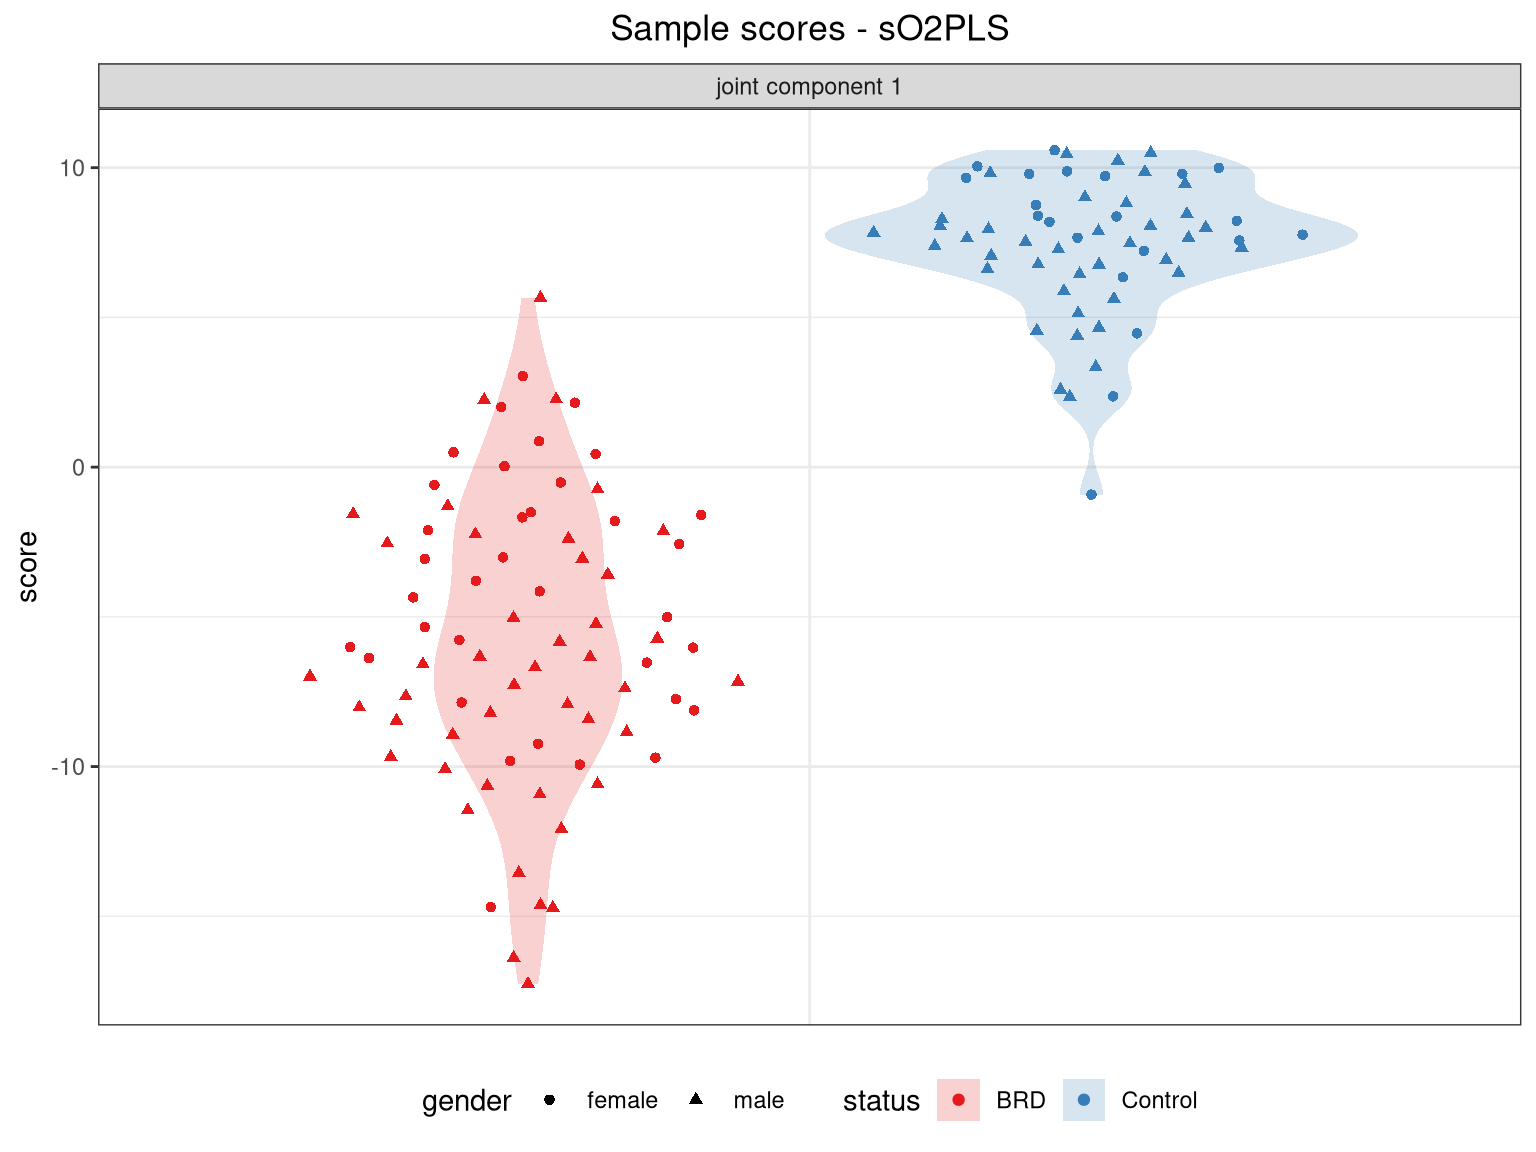 Sample scores - sO2PLS
joint component 1
10
0
-10
score
gender female male status BRD Control